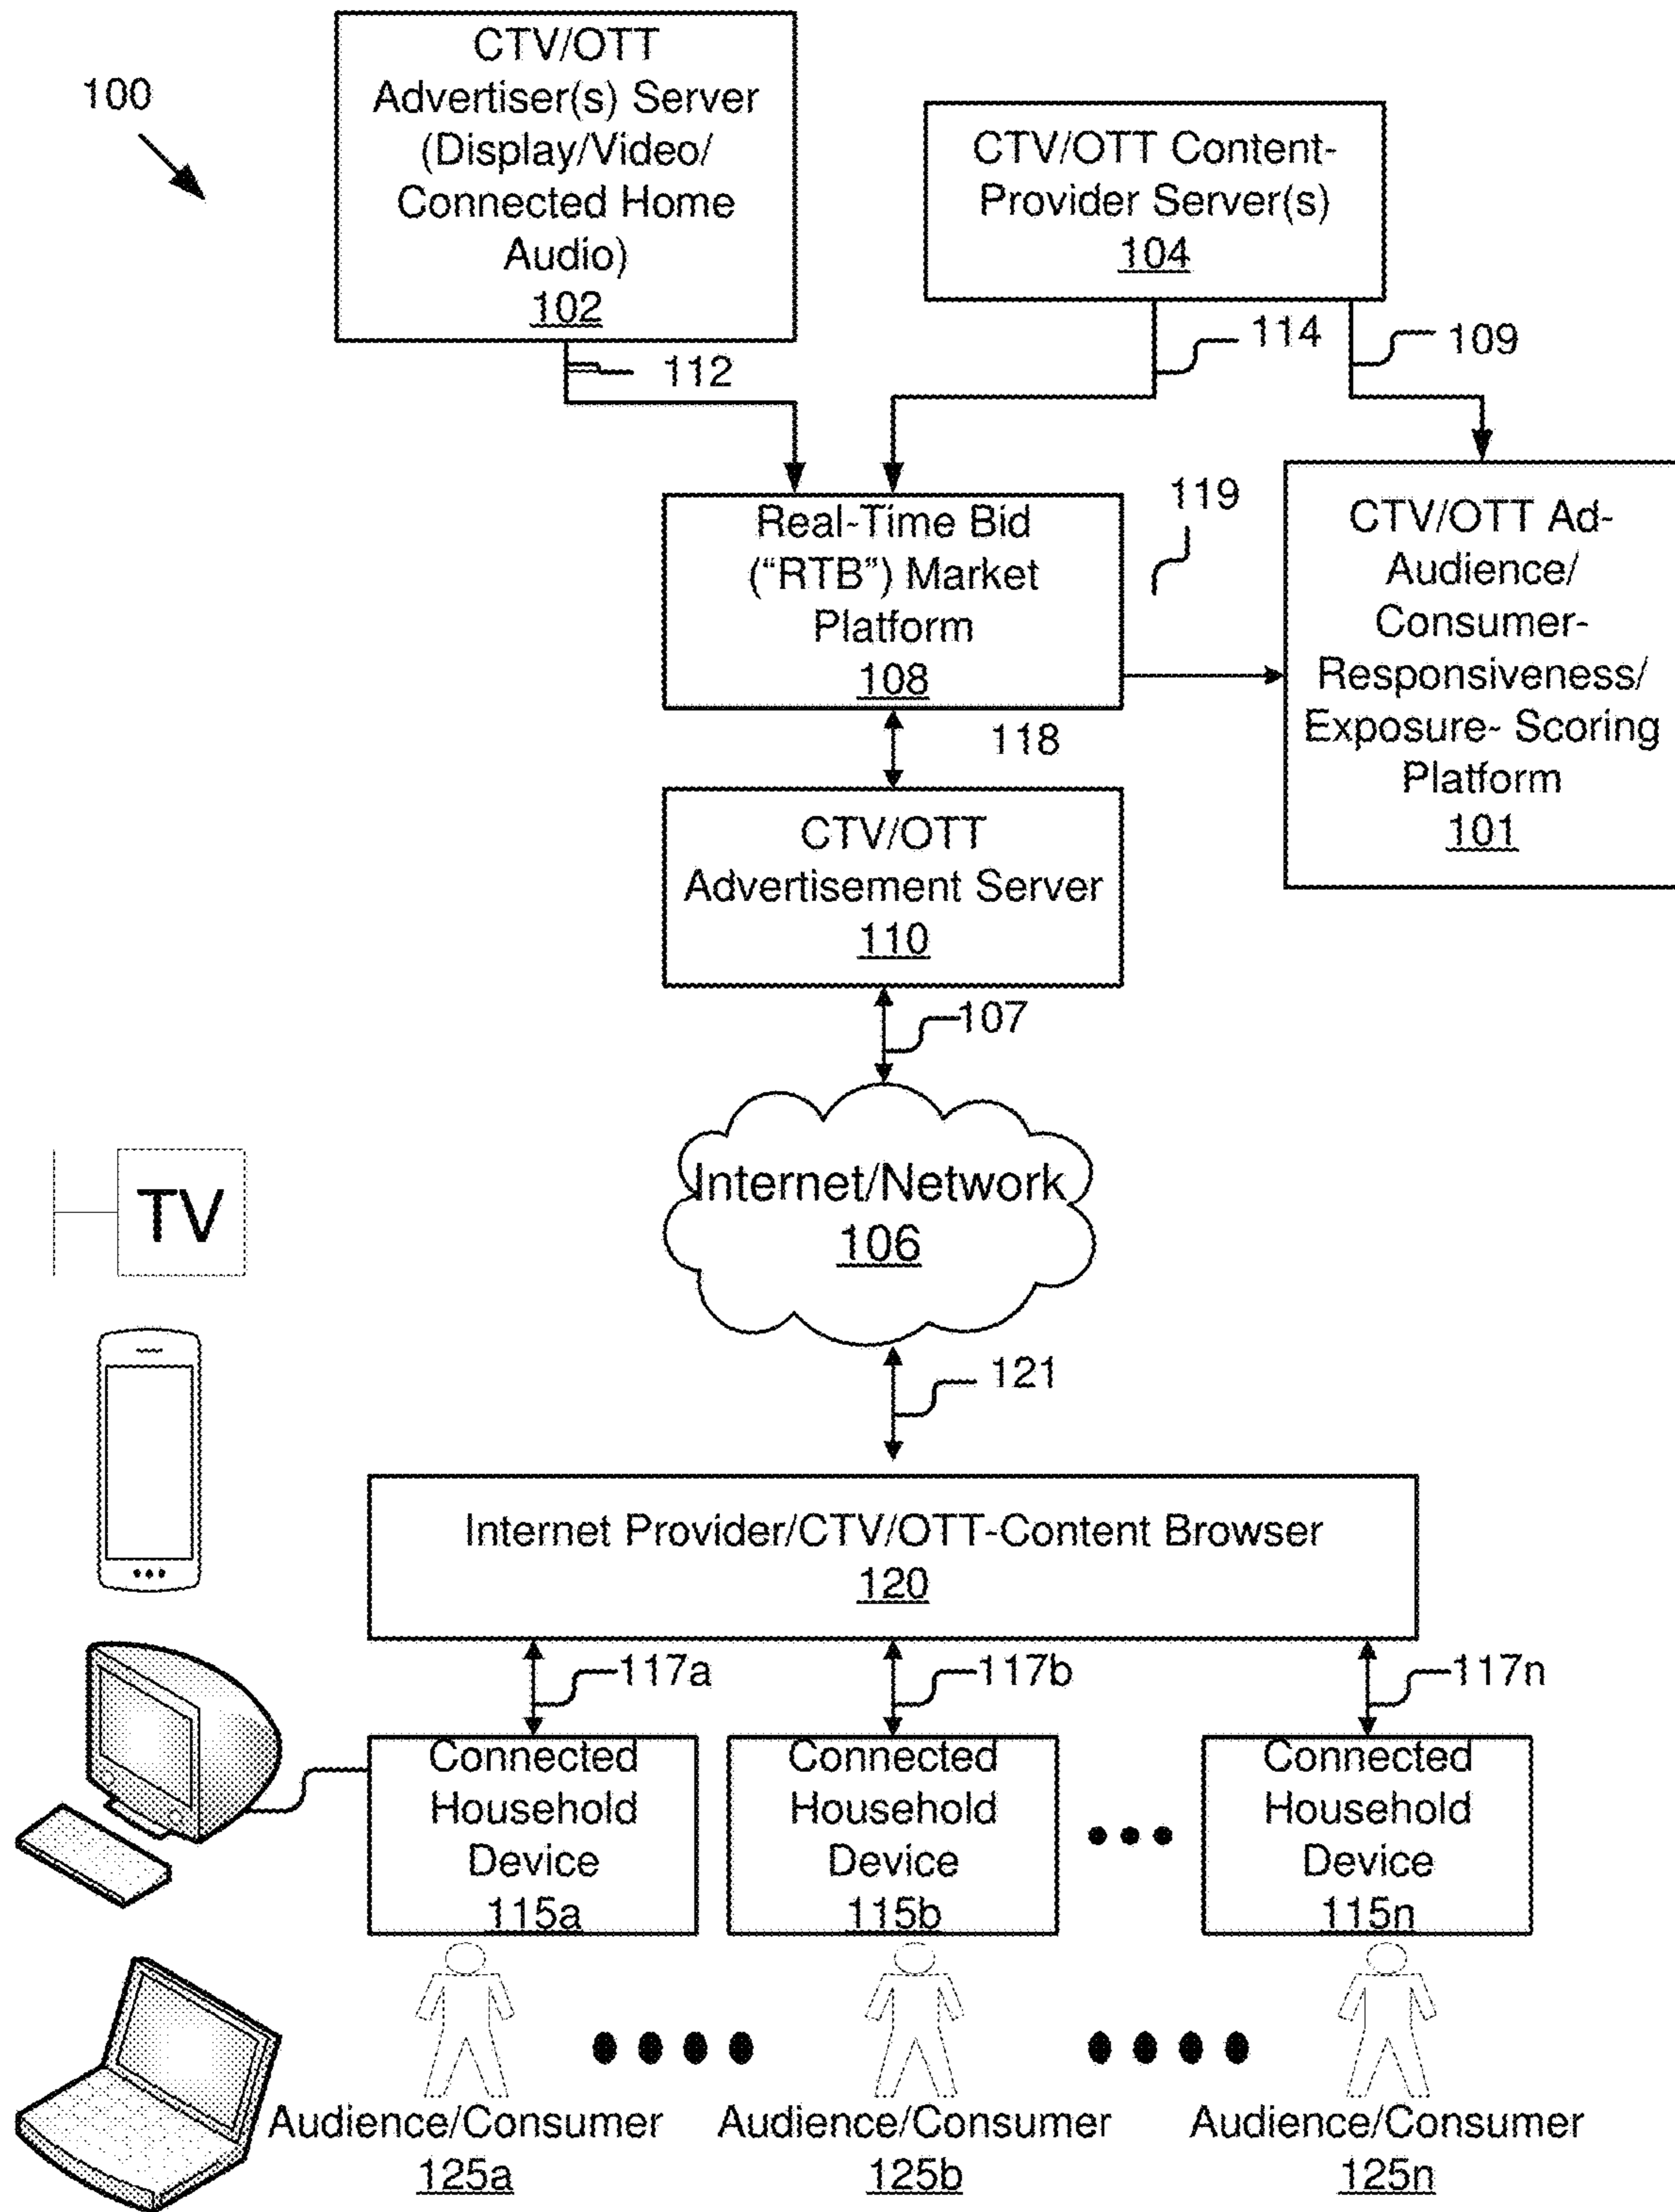 100
CTV/OTT
Advertiser(s) Server
(Display/Video/
Connected Home
Audio)
102
CTV/OTT Content-
Provider Server(s)
104
112
114
109
Real-Time Bid
("RTB") Market
Platform
108
119
CTV/OTT Ad-
Audience/
Consumer-
Responsiveness/
Exposure- Scoring
Platform
101
118
CTV/OTT
Advertisement Server
110
107
Internet/Network
106
TV
121
Internet Provider/CTV/OTT-Content Browser
120
117a
117b
117n
Connected
Household
Device
115a
Connected
Household
Device
115b
Connected
Household
Device
115n
Audience/Consumer
125a
Audience/Consumer
125b
Audience/Consumer
125n